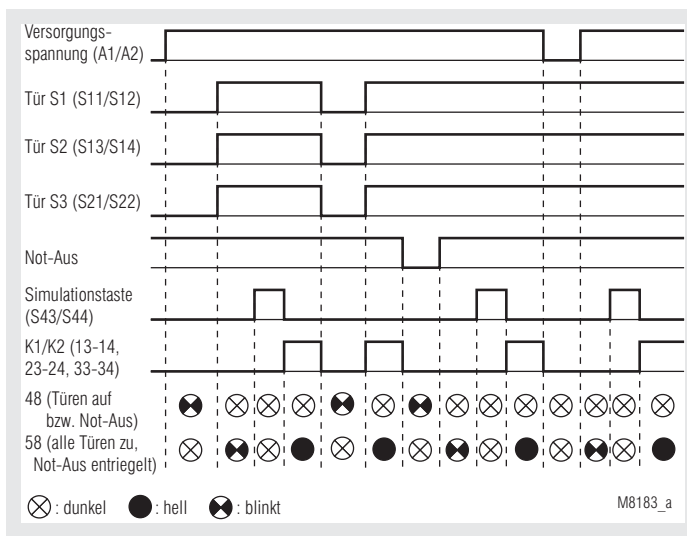 Versorgungs-
spannung (A1/A2)
Tür S1 (S11/S12)
Tür S2 (S13/S14)
Tür S3 (S21/S22)
Not-Aus
Simulationstaste
(S43/S44)
K1/K2 (13-14,
23-24, 33-34)
48 (Türen auf
bzw. Not-Aus)
58 (alle Türen zu,
Not-Aus entriegelt)
: dunkel : hell : blinkt
M8183_a